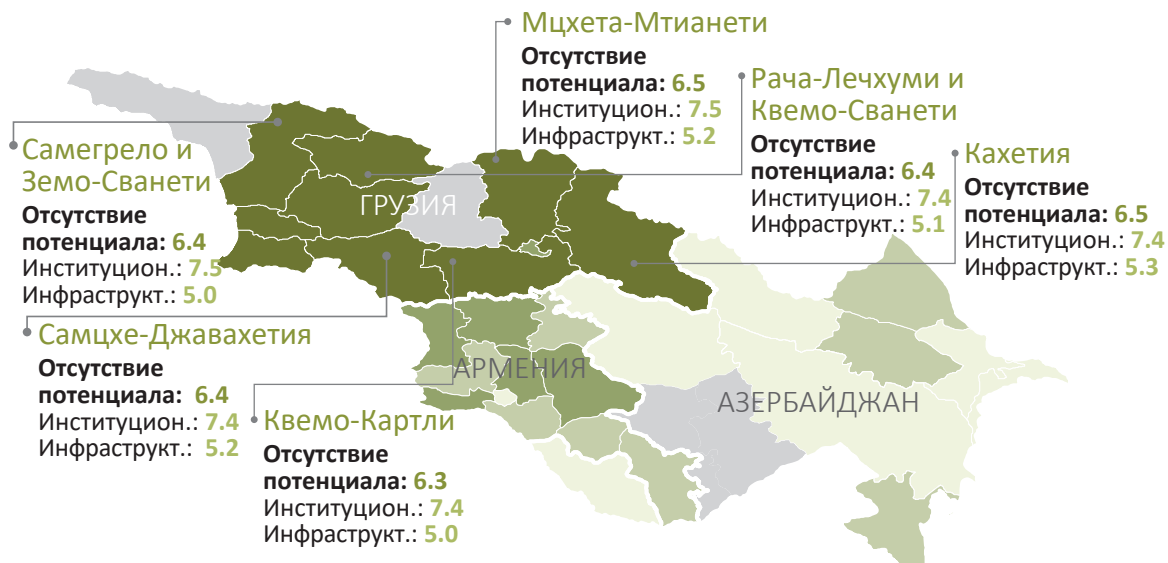 Мцхета-Мтианети
Отсутствие
потенциала: 6.5
Институцион.: 7.5
Инфраструкт.: 5.2
Рача-Лечхуми и
Квемо-Сванети
Отсутствие
потенциала: 6.4
Институцион.: 7.4
Инфраструкт.: 5.1
Кахетия
Отсутствие
потенциала: 6.5
Институцион.: 7.4
Инфраструкт.: 5.3
Самегрело и
Земо-Сванети
Отсутствие
потенциала: 6.4
Институцион.: 7.5
Инфраструкт.: 5.0
ГРУЗИЯ
Самцхе-Джавахетия
Отсутствие
потенциала: 6.4
Институцион.: 7.4
Инфраструкт.: 5.2
АРМЕНИЯ
АЗЕРБАЙДЖАН
Квемо-Картли
Отсутствие
потенциала: 6.3
Институцион.: 7.4
Инфраструкт.: 5.0